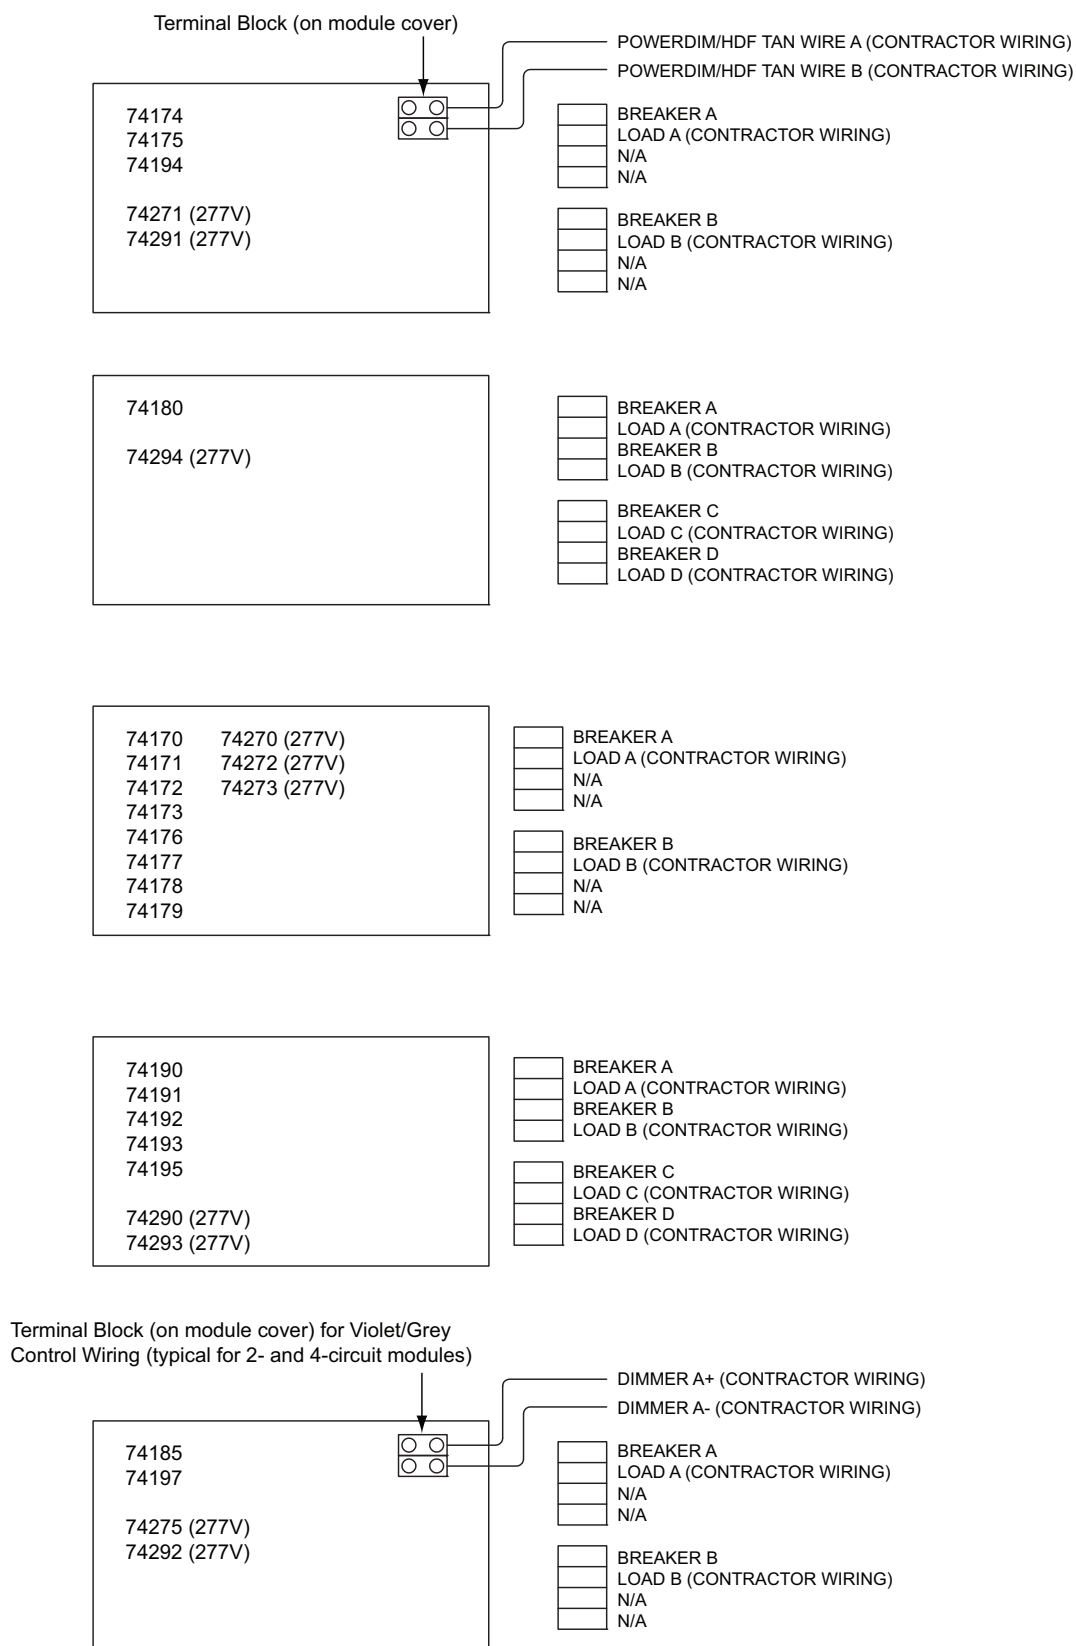 Terminal Block (on module cover)
POWERDIM/HDF TAN WIRE A (CONTRACTOR WIRING)
POWERDIM/HDF TAN WIRE B (CONTRACTOR WIRING)
74174
74175
74194
74271 (277V)
74291 (277V)
BREAKER A
LOAD A (CONTRACTOR WIRING)
N/A
N/A
BREAKER B
LOAD B (CONTRACTOR WIRING)
N/A
N/A
74180
74294 (277V)
BREAKER A
LOAD A (CONTRACTOR WIRING)
BREAKER B
LOAD B (CONTRACTOR WIRING)
BREAKER C
LOAD C (CONTRACTOR WIRING)
BREAKER D
LOAD D (CONTRACTOR WIRING)
74170 74270 (277V)
74171 74272 (277V)
74172 74273 (277V)
74173
74176
74177
74178
74179
BREAKER A
LOAD A (CONTRACTOR WIRING)
N/A
N/A
BREAKER B
LOAD B (CONTRACTOR WIRING)
N/A
N/A
74190
74191
74192
74193
74195
74290 (277V)
74293 (277V)
BREAKER A
LOAD A (CONTRACTOR WIRING)
BREAKER B
LOAD B (CONTRACTOR WIRING)
BREAKER C
LOAD C (CONTRACTOR WIRING)
BREAKER D
LOAD D (CONTRACTOR WIRING)
Terminal Block (on module cover) for Violet/Grey
Control Wiring (typical for 2- and 4-circuit modules)
DIMMER A+ (CONTRACTOR WIRING)
DIMMER A- (CONTRACTOR WIRING)
74185
74197
74275 (277V)
74292 (277V)
BREAKER A
LOAD A (CONTRACTOR WIRING)
N/A
N/A
BREAKER B
LOAD B (CONTRACTOR WIRING)
N/A
N/A